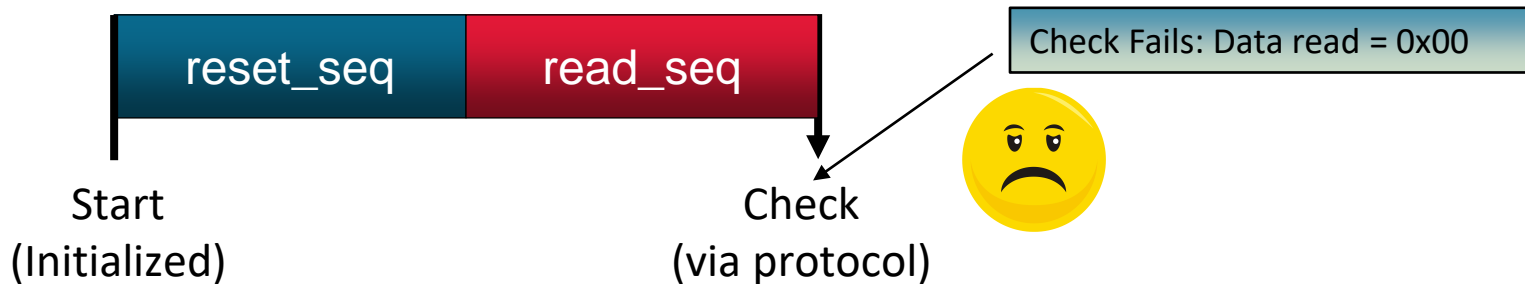 reset_seq
read_seq
Check Fails: Data read = 0x00
Start
(Initialized)
Check
(via protocol)